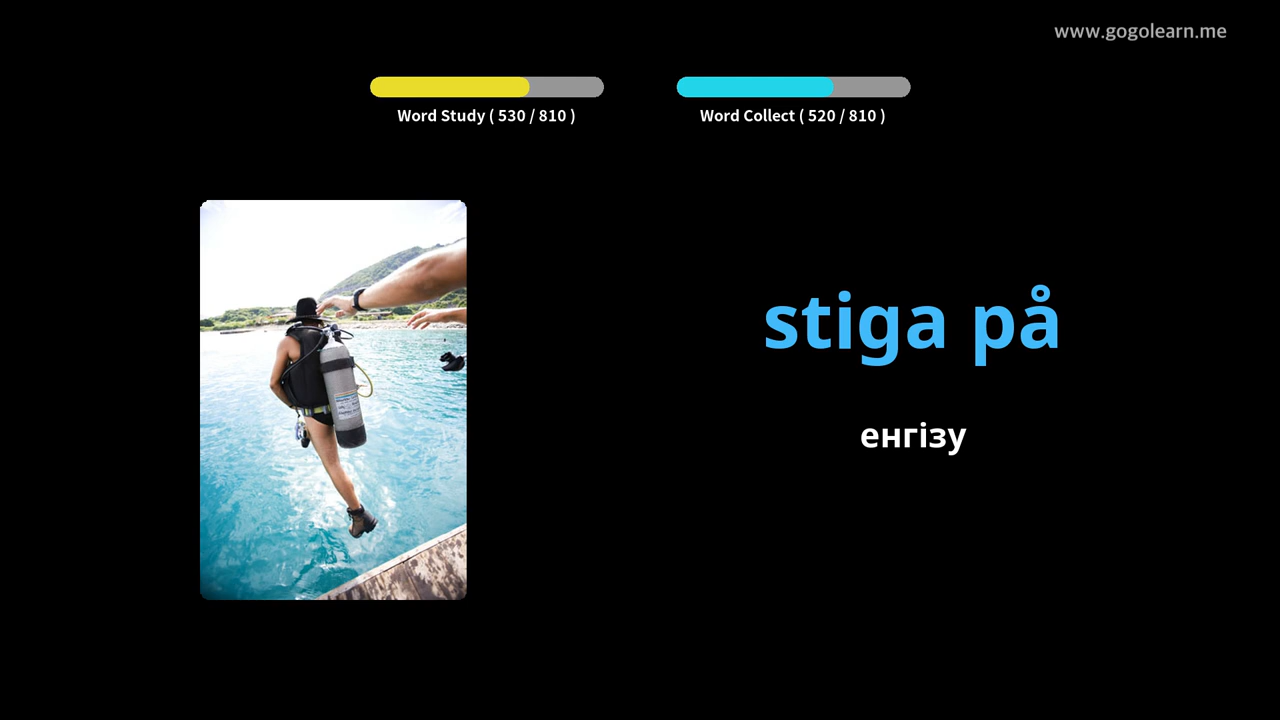 www.gogolearn.me
Word Study ( 530 / 810 )
Word Collect ( 520 / 810 )
stiga på
енгізу